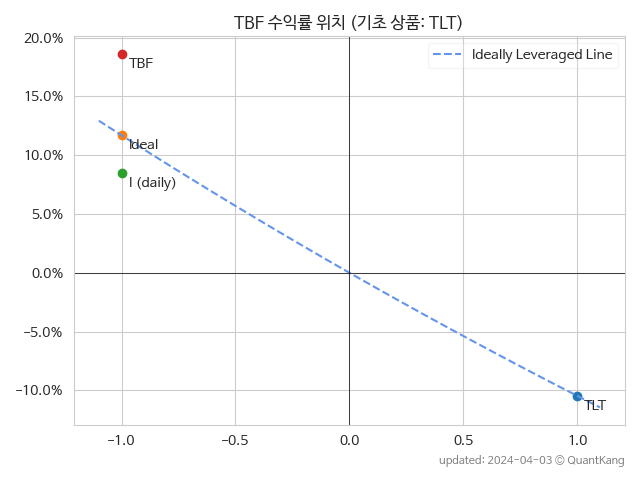 TBF 수익률 위치 (기초 상품: TLT)
20.0%
15.0%
10.0%
5.0%
0.0%
−5.0%
−10.0%
Ideally Leveraged Line
TBF
Ideal
I (daily)
TLT
−1.0 −0.5 0.0 0.5 1.0
updated: 2024-04-03 © QuantKang